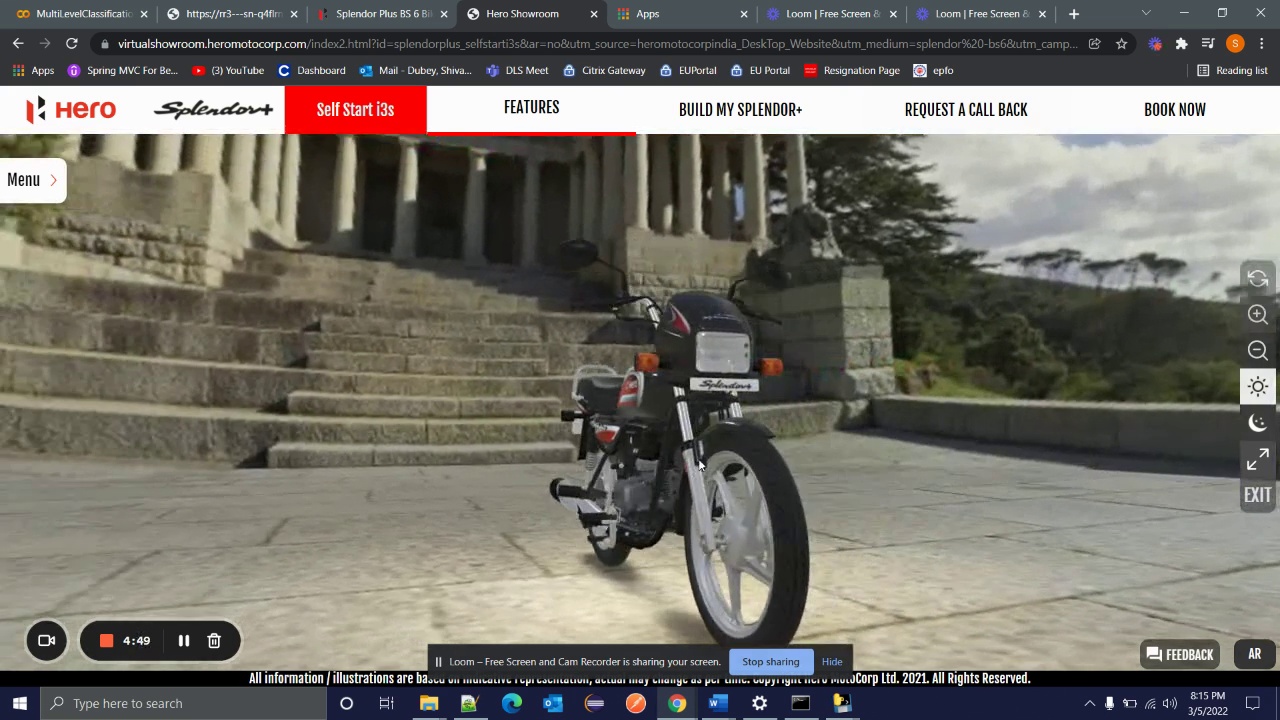 MultiLevelClassificatio
https://rr3---sn-q4flrn
Splendor Plus BS 6 Bik
Hero Showroom
Apps
Loom | Free Screen &
Loom | Free Screen &
virtualshowroom.heromotocorp.com/index2.html?id=splendorplus_selfstarti3s&at=no&utm_source=heromotocorpindia_DeskTop_Website&utm_medium=splendor%20-bs6&utm_camp...
S
Apps
Spring MVC For Be...
(3) YouTube
Dashboard
Mail - Dubey, Shiva...
DLS Meet
Citrix Gateway
EUPortal
EU Portal
Resignation Page
epfo
Reading list
Hero
Splendor+
Self Start i3s
FEATURES
BUILD MY SPLENDOR+
REQUEST A CALL BACK
BOOK NOW
Menu
Splendor+
EXIT
4:49
Loom – Free Screen and Cam Recorder is sharing your screen.
Stop sharing
Hide
FEEDBACK
AR
All information / illustrations are based on indicative representation, actual may change as per time. Copyright Hero MotoCorp Ltd. 2021. All Rights Reserved.
Type here to search
8:15 PM
3/5/2022